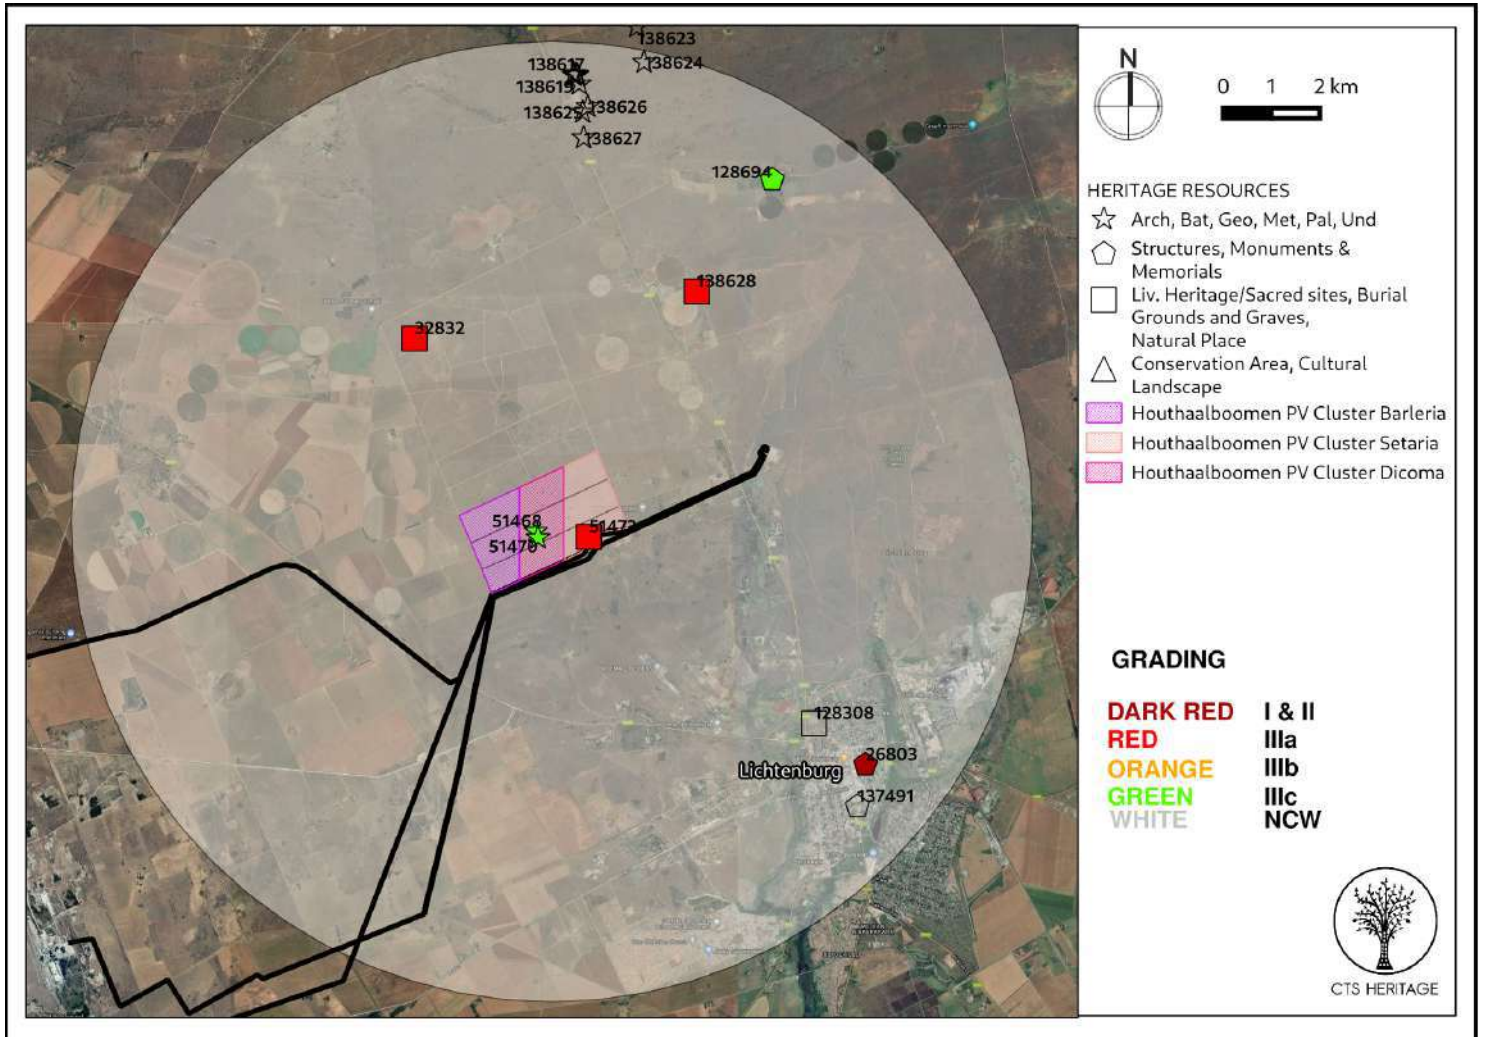 138623
138617
138624
138619
138626
138625
138627
128694
138628
32832
51468
51470
128308
26803
Lichtenburg
137491
N
0 1 2 km
HERITAGE RESOURCES
Arch, Bat, Geo, Met, Pal, Und
Structures, Monuments &
Memorials
Liv. Heritage/Sacred sites, Burial
Grounds and Graves,
Natural Place
Conservation Area, Cultural
Landscape
Houthaalboomen PV Cluster Barleria
Houthaalboomen PV Cluster Setaria
Houthaalboomen PV Cluster Dicoma
GRADING
DARK RED I & II
RED IIIa
ORANGE IIIb
GREEN IIIc
WHITE NCW
CTS HERITAGE